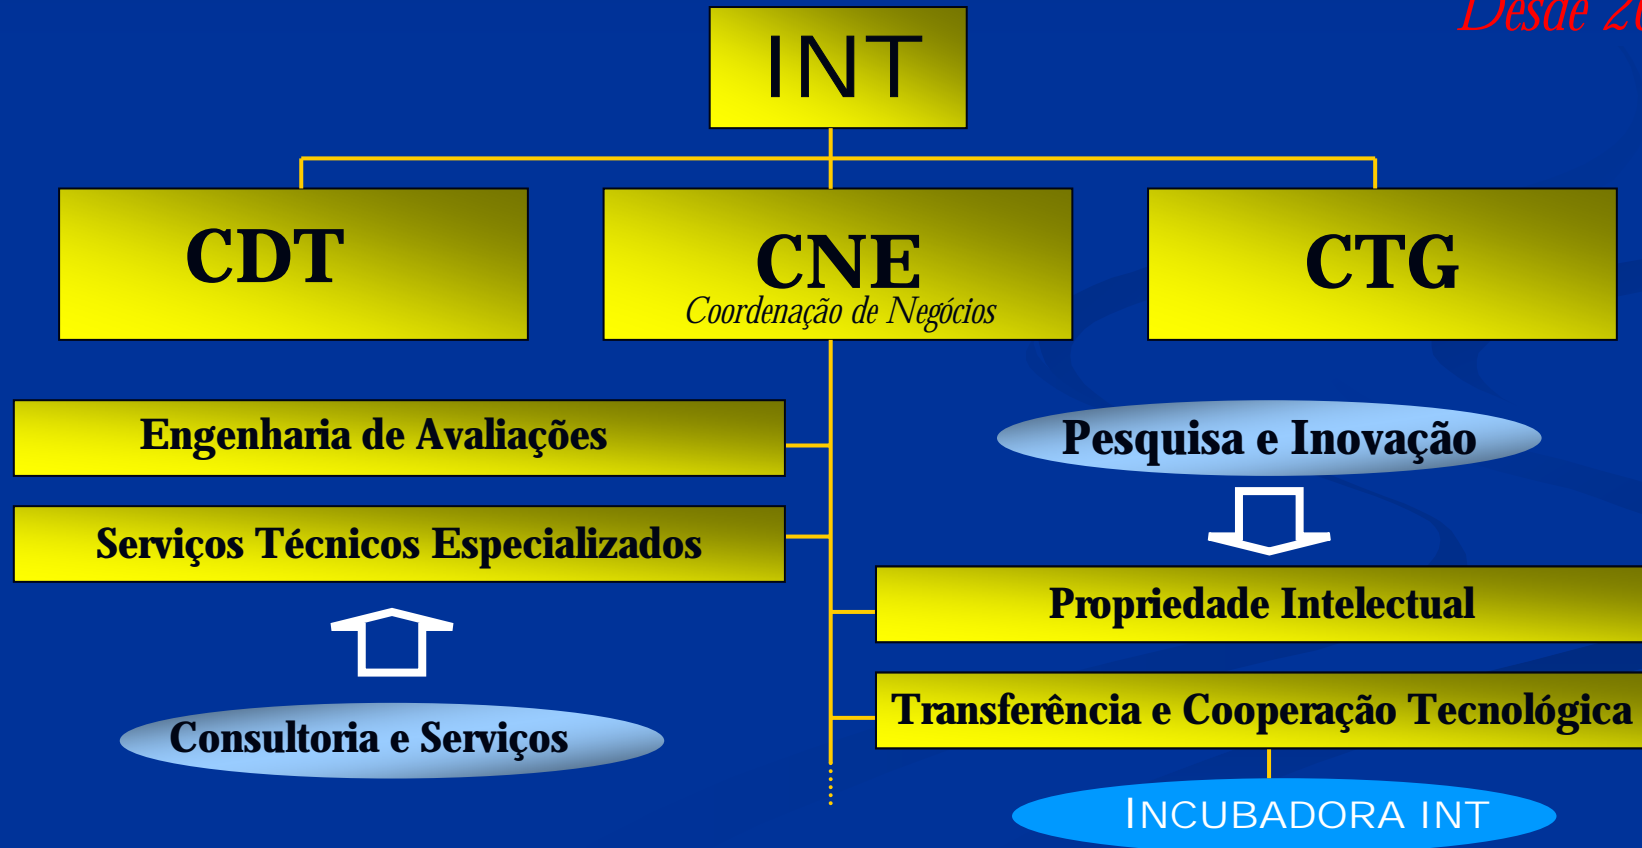 Desde
INT
CDT
CNE
Coordenação de Negócios
CTG
Engenharia de Avaliações
Pesquisa e Inovação
Serviços Técnicos Especializados
Propriedade Intelectual
Transferência e Cooperação Tecnológica
Consultoria e Serviços
INCUBADORA INT